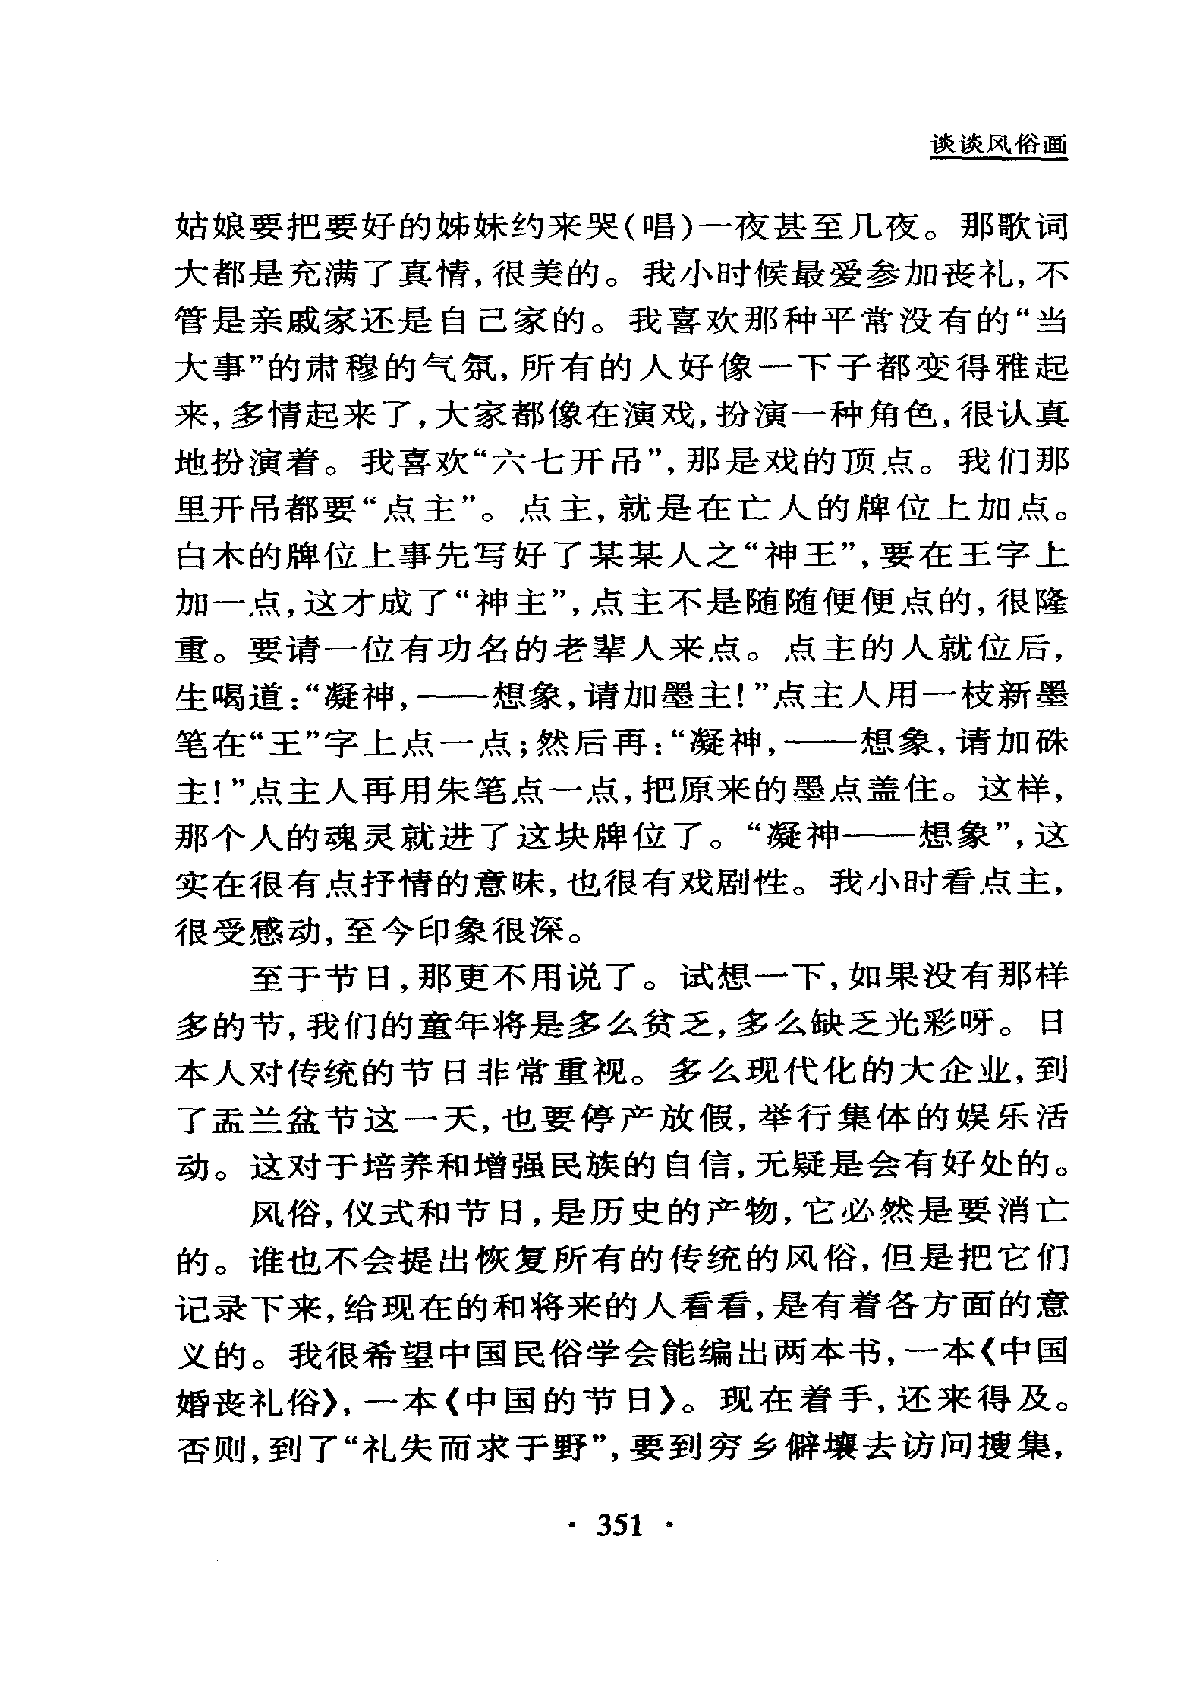 谈谈风俗画
姑娘要把要好的姊妹约来哭(唱)一夜甚至几夜。那歌词
大都是充满了真情,很美的。我小时候最爱参加丧礼,不
管是亲戚家还是自己家的。我喜欢那种平常没有的“当
大事”的肃穆的气氛,所有的人好像一下子都变得雅起
来,多情起来了,大家都像在演戏,扮演一种角色,很认真
地扮演着。我喜欢“六七开吊”,那是戏的顶点。我们那
里开吊都要“点主”。点主,就是在亡人的牌位上加点。
白木的牌位上事先写好了某某人之“神王”,要在王字上
加一点,这才成了“神主”,点主不是随随便便点的,很隆
重。要请一位有功名的老辈人来点。点主的人就位后,
生喝道:“凝神,——想象,请加墨主!”点主人用一枝新墨
笔在“王”字上点一点;然后再:“凝神,——想象,请加硃
主!”点主人再用朱笔点一点,把原来的墨点盖住。这样,
那个人的魂灵就进了这块牌位了。“凝神——想象”,这
实在很有点抒情的意味,也很有戏剧性。我小时看点主,
很受感动,至今印象很深。
至于节日,那更不用说了。试想一下,如果没有那样
多的节,我们的童年将是多么贫乏,多么缺乏光彩呀。日
本人对传统的节日非常重视。多么现代化的大企业,到
了盂兰盆节这一天,也要停产放假,举行集体的娱乐活
动。这对于培养和增强民族的自信,无疑是会有好处的。
风俗,仪式和节日,是历史的产物,它必然是要消亡
的。谁也不会提出恢复所有的传统的风俗,但是把它们
记录下来,给现在的和将来的人看看,是有着各方面的意
义的。我很希望中国民俗学会能编出两本书,一本《中国
婚丧礼俗》,一本《中国的节日》。现在着手,还来得及。
否则,到了“礼失而求于野”,要到穷乡僻壤去访问搜集,
· 351 ·